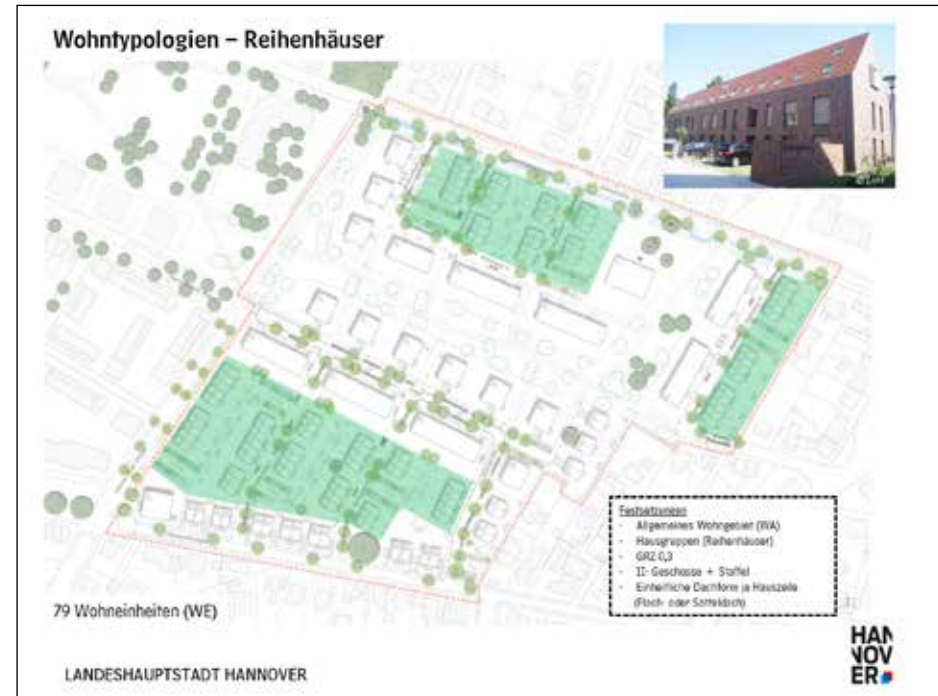 Wohntypologien – Reihenhäuser
Festsetzungen
- Allgemeines Wohngebiet (WA)
- Hausgruppen (Reihenhäuser)
- GRZ 0,3
- II- Geschosse + Staffel
- Einheitliche Dachform je Hauszeile
(Flach- oder Satteldach)
79 Wohneinheiten (WE)
LANDESHAUPTSTADT HANNOVER
HAN
NOV
ER